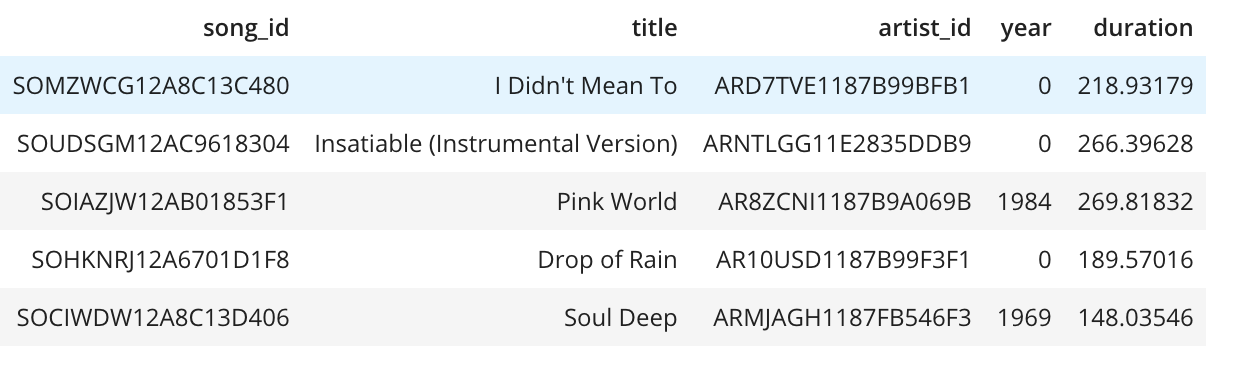 song_id title artist_id year duration
SOMZWCG12A8C13C480 I Didn't Mean To ARD7TVE1187B99BFB1 0 218.93179
SOUDSGM12AC9618304 Insatiable (Instrumental Version) ARNTLGG11E2835DDB9 0 266.39628
SOIAZJW12AB01853F1 Pink World AR8ZCNI1187B9A069B 1984 269.81832
SOHKNRJ12A6701D1F8 Drop of Rain AR10USD1187B99F3F1 0 189.57016
SOCIWDW12A8C13D406 Soul Deep ARMJAGH1187FB546F3 1969 148.03546